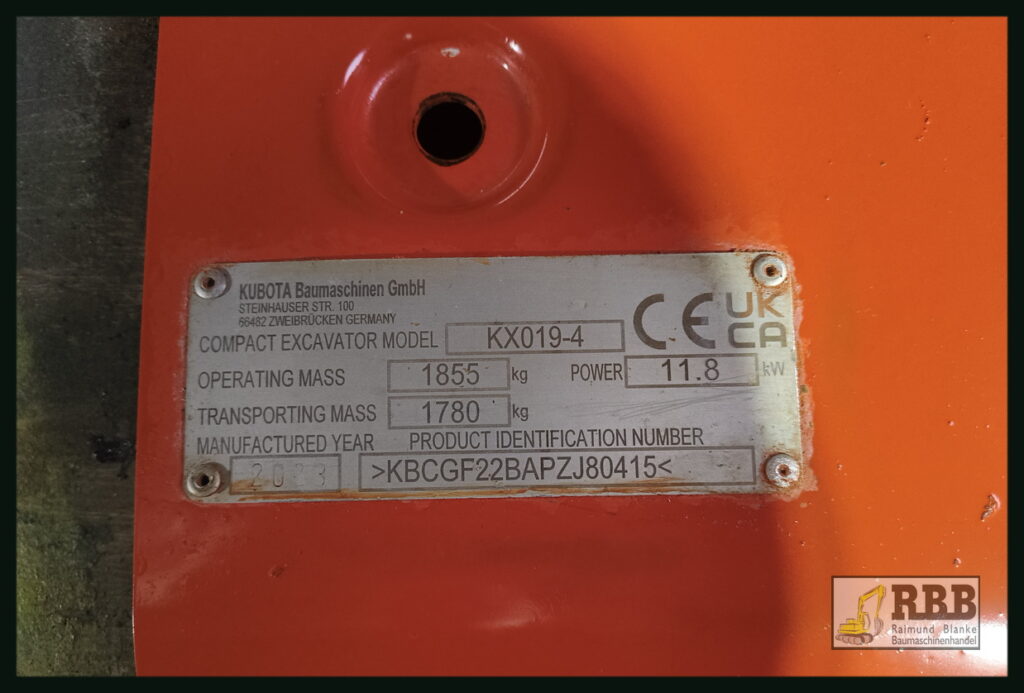 KUBOTA Baumaschinen GmbH
STEINHAUSER STR. 100
66482 ZWEIBRÜCKEN GERMANY
CE UK CA
COMPACT EXCAVATOR MODEL KX019-4
OPERATING MASS 1855 kg POWER 11.8 kW
TRANSPORTING MASS 1780 kg
MANUFACTURED YEAR PRODUCT IDENTIFICATION NUMBER
2023 >KBCGF22BAPZJ80415<
RBB
Raimund Blanke
Baumaschinenhandel